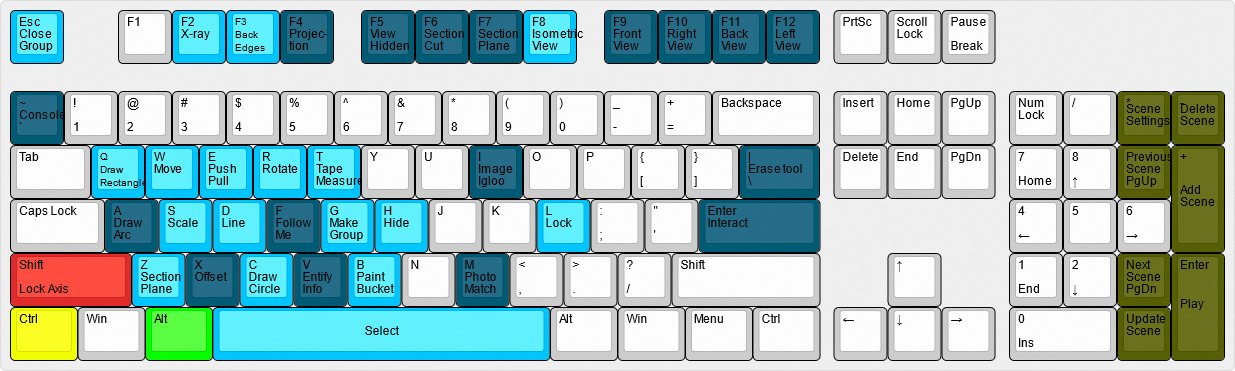 Esc
Close
Group
F1
F2
X-ray
F3
Back
Edges
F4
Projec-
tion
F5
View
Hidden
F6
Section
Cut
F7
Section
Plane
F8
Isometric
View
F9
Front
View
F10
Right
View
F11
Back
View
F12
Left
View
PrtSc
Scroll
Lock
Pause
Break
~
Console
`
!
1
@
2
#
3
$
4
%
5
^
6
&
7
*
8
(
9
)
0
_
-
+
=
Backspace
Insert
Home
PgUp
Num
Lock
/
*
Scene
Settings
-
Delete
Scene
Tab
Q
Draw
Rectangle
W
Move
E
Push
Pull
R
Rotate
T
Tape
Measure
Y
U
I
Image
Igloo
O
P
{
[
}
]
|
Erase tool
\
Delete
End
PgDn
7
Home
8
↑
Previous
Scene
PgUp
+
Add
Scene
Caps Lock
A
Draw
Arc
S
Scale
D
Line
F
Follow
Me
G
Make
Group
H
Hide
J
K
L
Lock
:
;
"
'
Enter
Interact
4
←
5
6
→
Shift
Lock Axis
Z
Section
Plane
X
Offset
C
Draw
Circle
V
Entity
Info
B
Paint
Bucket
N
M
Photo
Match
<
,
>
.
?
/
Shift
↑
1
End
2
↓
Next
Scene
PgDn
Enter
Play
Ctrl
Win
Alt
Select
Alt
Win
Menu
Ctrl
←
↓
→
0
Ins
Update
Scene